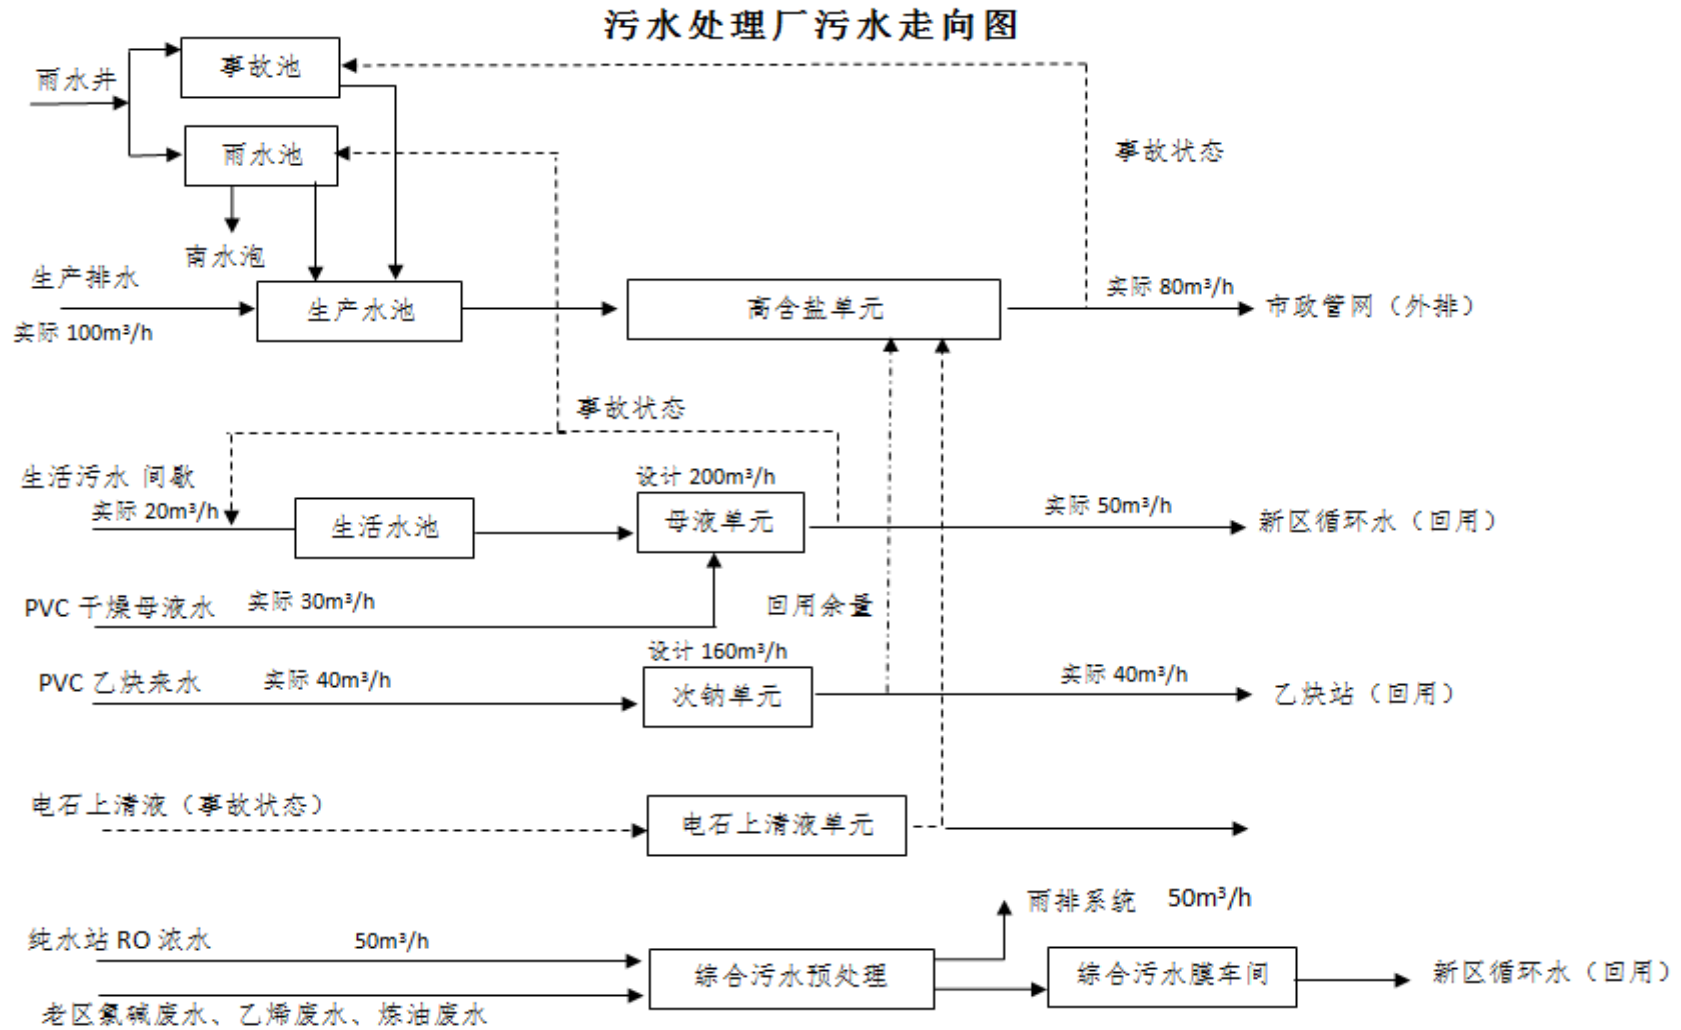 污水处理厂污水走向图
雨水井
事故池
雨水池
事故状态
南水泡
生产排水
实际 100m³/h
生产水池
高含盐单元
实际 80m³/h
市政管网（外排）
事故状态
生活污水 间歇
实际 20m³/h
生活水池
设计 200m³/h
母液单元
实际 50m³/h
新区循环水（回用）
PVC 干燥母液水
实际 30m³/h
回用余量
PVC 乙炔来水
实际 40m³/h
设计 160m³/h
次钠单元
实际 40m³/h
乙炔站（回用）
电石上清液（事故状态）
电石上清液单元
雨排系统 50m³/h
纯水站 RO 浓水
50m³/h
综合污水预处理
综合污水膜车间
新区循环水（回用）
老区氯碱废水、乙烯废水、炼油废水